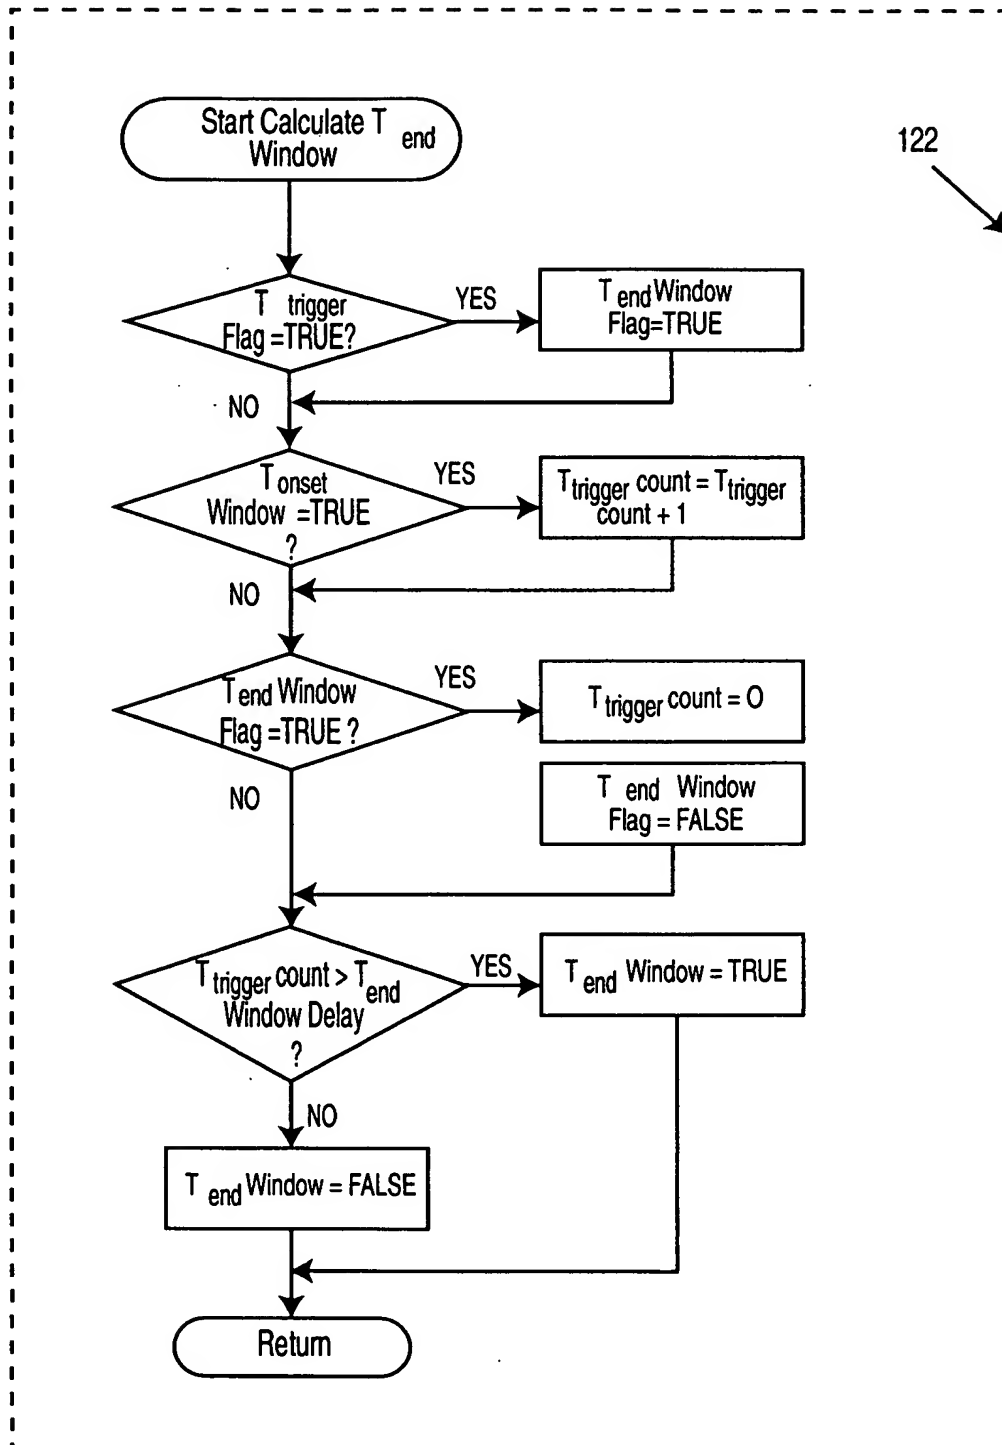 Start Calculate T end
Window
122
T trigger
Flag =TRUE?
YES
T end Window
Flag=TRUE
NO
T onset
Window =TRUE
?
YES
T trigger count = T trigger
count + 1
NO
T end Window
Flag =TRUE ?
YES
T trigger count = O
NO
T end Window
Flag = FALSE
T trigger count > T end
Window Delay
?
YES
T end Window = TRUE
NO
T end Window = FALSE
Return